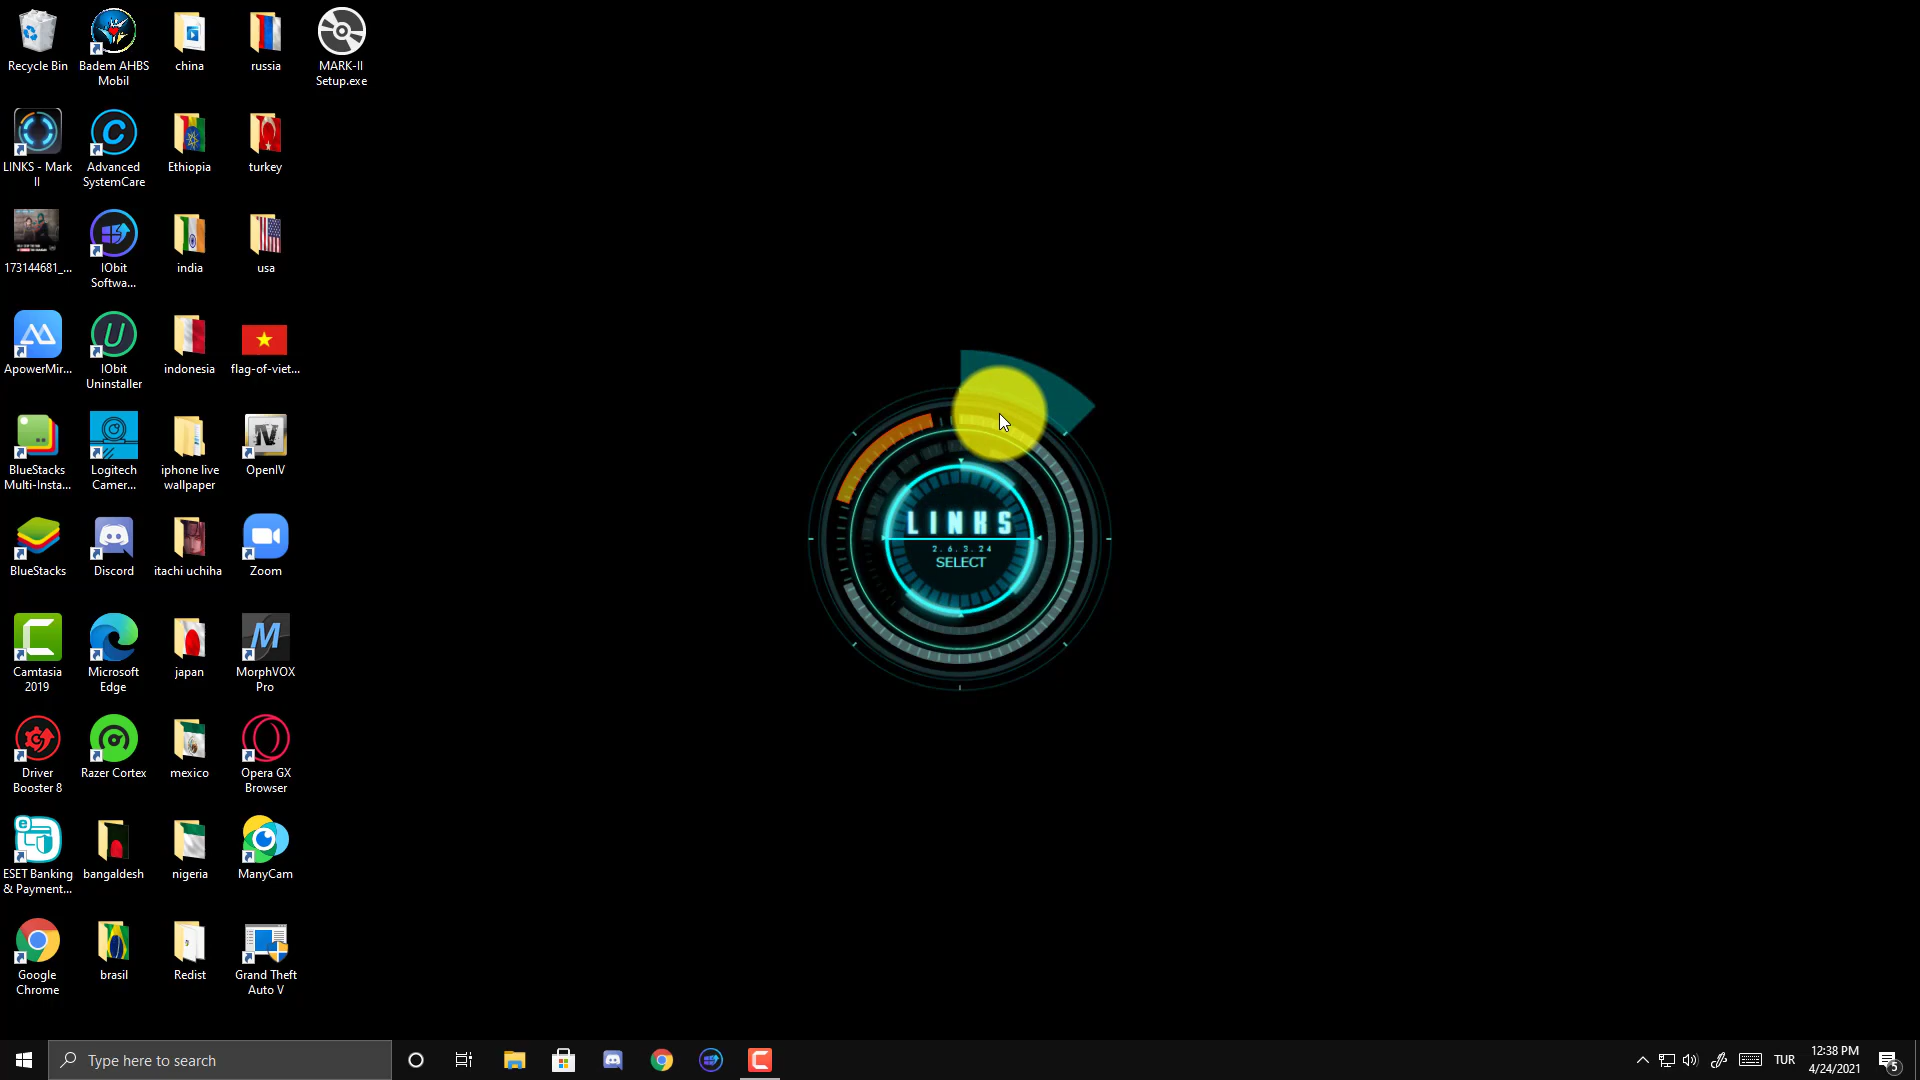 Recycle Bin
Badem AHBS
Mobil
china
russia
MARK-II
Setup.exe
LINKS - Mark
II
Advanced
SystemCare
Ethiopia
turkey
173144681_...
IObit
Softwa...
india
usa
ApowerMir...
IObit
Uninstaller
indonesia
flag-of-viet...
BlueStacks
Multi-Insta...
Logitech
Camer...
iphone live
wallpaper
OpenIV
BlueStacks
Discord
itachi uchiha
Zoom
Camtasia
2019
Microsoft
Edge
japan
MorphVOX
Pro
Driver
Booster 8
Razer Cortex
mexico
Opera GX
Browser
ESET Banking
& Payment...
bangaldesh
nigeria
ManyCam
Google
Chrome
brasil
Redist
Grand Theft
Auto V
LINKS
2.6.3.24
SELECT
Type here to search
TUR
12:38 PM
4/24/2021
5